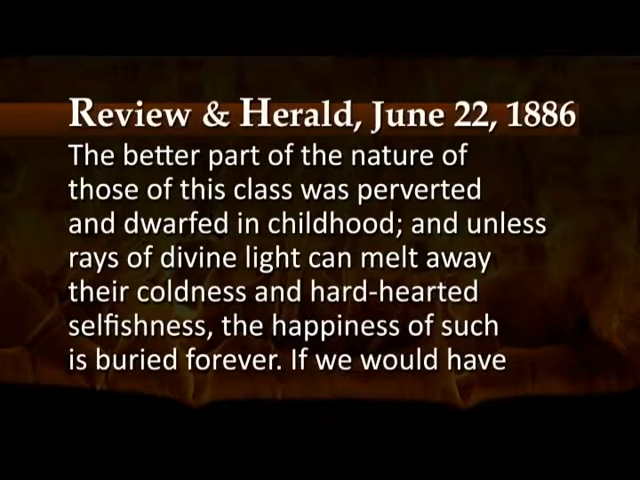 Review & Herald, June 22, 1886
The better part of the nature of
those of this class was perverted
and dwarfed in childhood; and unless
rays of divine light can melt away
their coldness and hard-hearted
selfishness, the happiness of such
is buried forever. If we would have